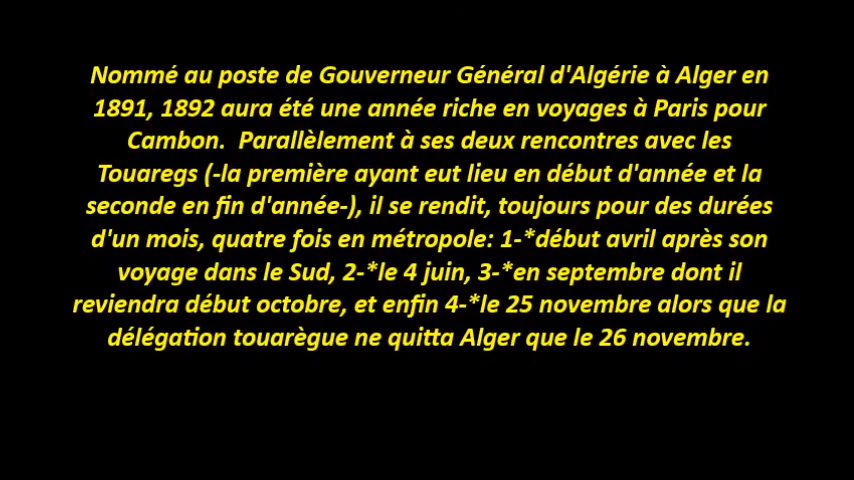 Nommé au poste de Gouverneur Général d'Algérie à Alger en
1891, 1892 aura été une année riche en voyages à Paris pour
Cambon.  Parallèlement à ses deux rencontres avec les
Touaregs (-la première ayant eut lieu en début d'année et la
seconde en fin d'année-), il se rendit, toujours pour des durées
d'un mois, quatre fois en métropole: 1-*début avril après son
voyage dans le Sud, 2-*le 4 juin, 3-*en septembre dont il
reviendra début octobre, et enfin 4-*le 25 novembre alors que la
délégation touarègue ne quitta Alger que le 26 novembre.